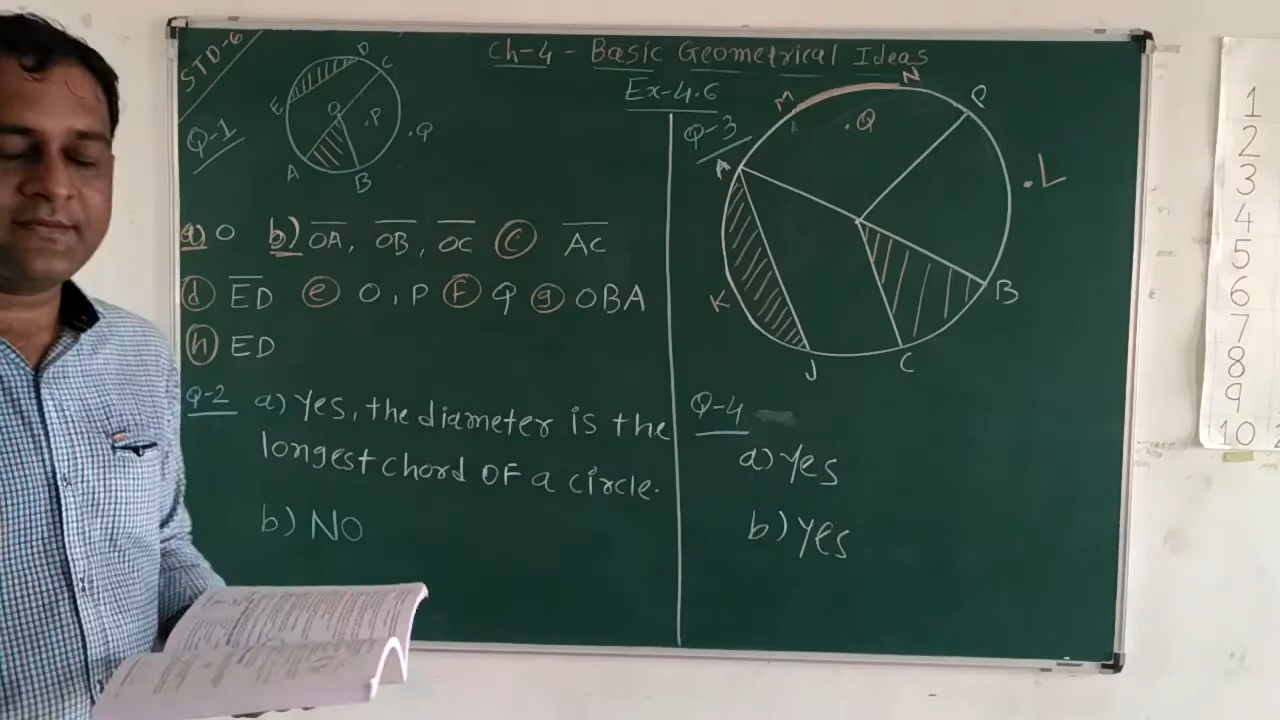 STD-6
Ch-4 - Basic Geometrical Ideas
Ex-4.6
Q-1
D
C
E
O
P
Q
A
B
a) O b) OA, OB, OC c AC
d ED e O, P f Q g OBA
h ED
Q-2 a) Yes, the diameter is the
longest chord of a circle.
b) NO
Q-3
M
N
P
.Q
A
.L
K
B
J
C
Q-4
a) Yes
b) Yes
1
2
3
4
5
6
7
8
9
10